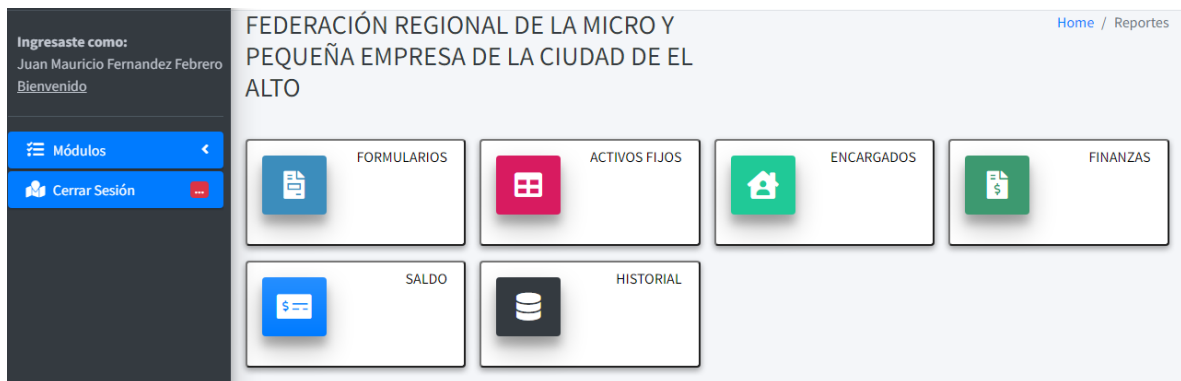 Ingresaste como:
Juan Mauricio Fernandez Febrero
Bienvenido
Módulos
Cerrar Sesión
...
FEDERACIÓN REGIONAL DE LA MICRO Y
PEQUEÑA EMPRESA DE LA CIUDAD DE EL
ALTO
Home / Reportes
FORMULARIOS
ACTIVOS FIJOS
ENCARGADOS
FINANZAS
SALDO
HISTORIAL